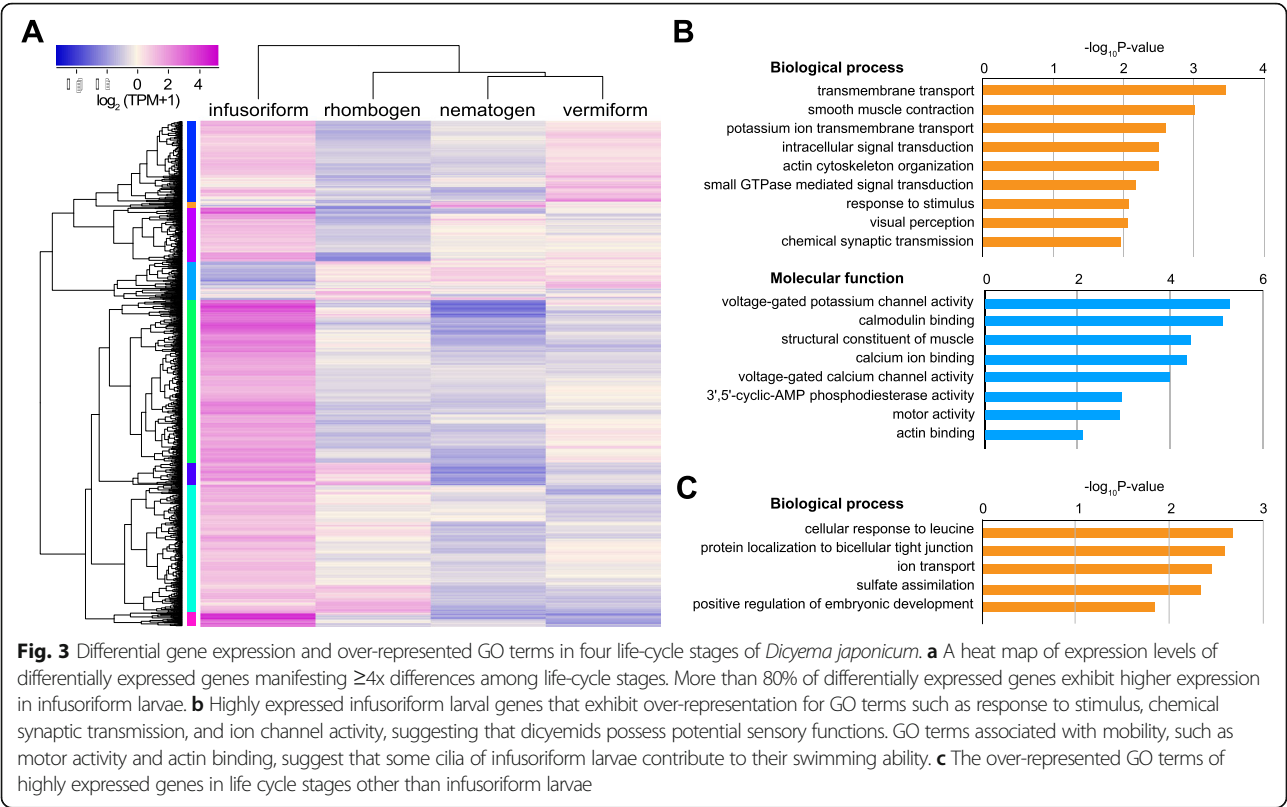 A
0 2 4
log2 (TPM+1)
infusoriform rhombogen nematogen vermiform
B
-log10P-value
Biological process 0 1 2 3 4
transmembrane transport
smooth muscle contraction
potassium ion transmembrane transport
intracellular signal transduction
actin cytoskeleton organization
small GTPase mediated signal transduction
response to stimulus
visual perception
chemical synaptic transmission
Molecular function 0 2 4 6
voltage-gated potassium channel activity
calmodulin binding
structural constituent of muscle
calcium ion binding
voltage-gated calcium channel activity
3',5'-cyclic-AMP phosphodiesterase activity
motor activity
actin binding
C
-log10P-value
Biological process 0 1 2 3
cellular response to leucine
protein localization to bicellular tight junction
ion transport
sulfate assimilation
positive regulation of embryonic development
Fig. 3 Differential gene expression and over-represented GO terms in four life-cycle stages of Dicyema japonicum. a A heat map of expression levels of
differentially expressed genes manifesting ≥4x differences among life-cycle stages. More than 80% of differentially expressed genes exhibit higher expression
in infusoriform larvae. b Highly expressed infusoriform larval genes that exhibit over-representation for GO terms such as response to stimulus, chemical
synaptic transmission, and ion channel activity, suggesting that dicyemids possess potential sensory functions. GO terms associated with mobility, such as
motor activity and actin binding, suggest that some cilia of infusoriform larvae contribute to their swimming ability. c The over-represented GO terms of
highly expressed genes in life cycle stages other than infusoriform larvae